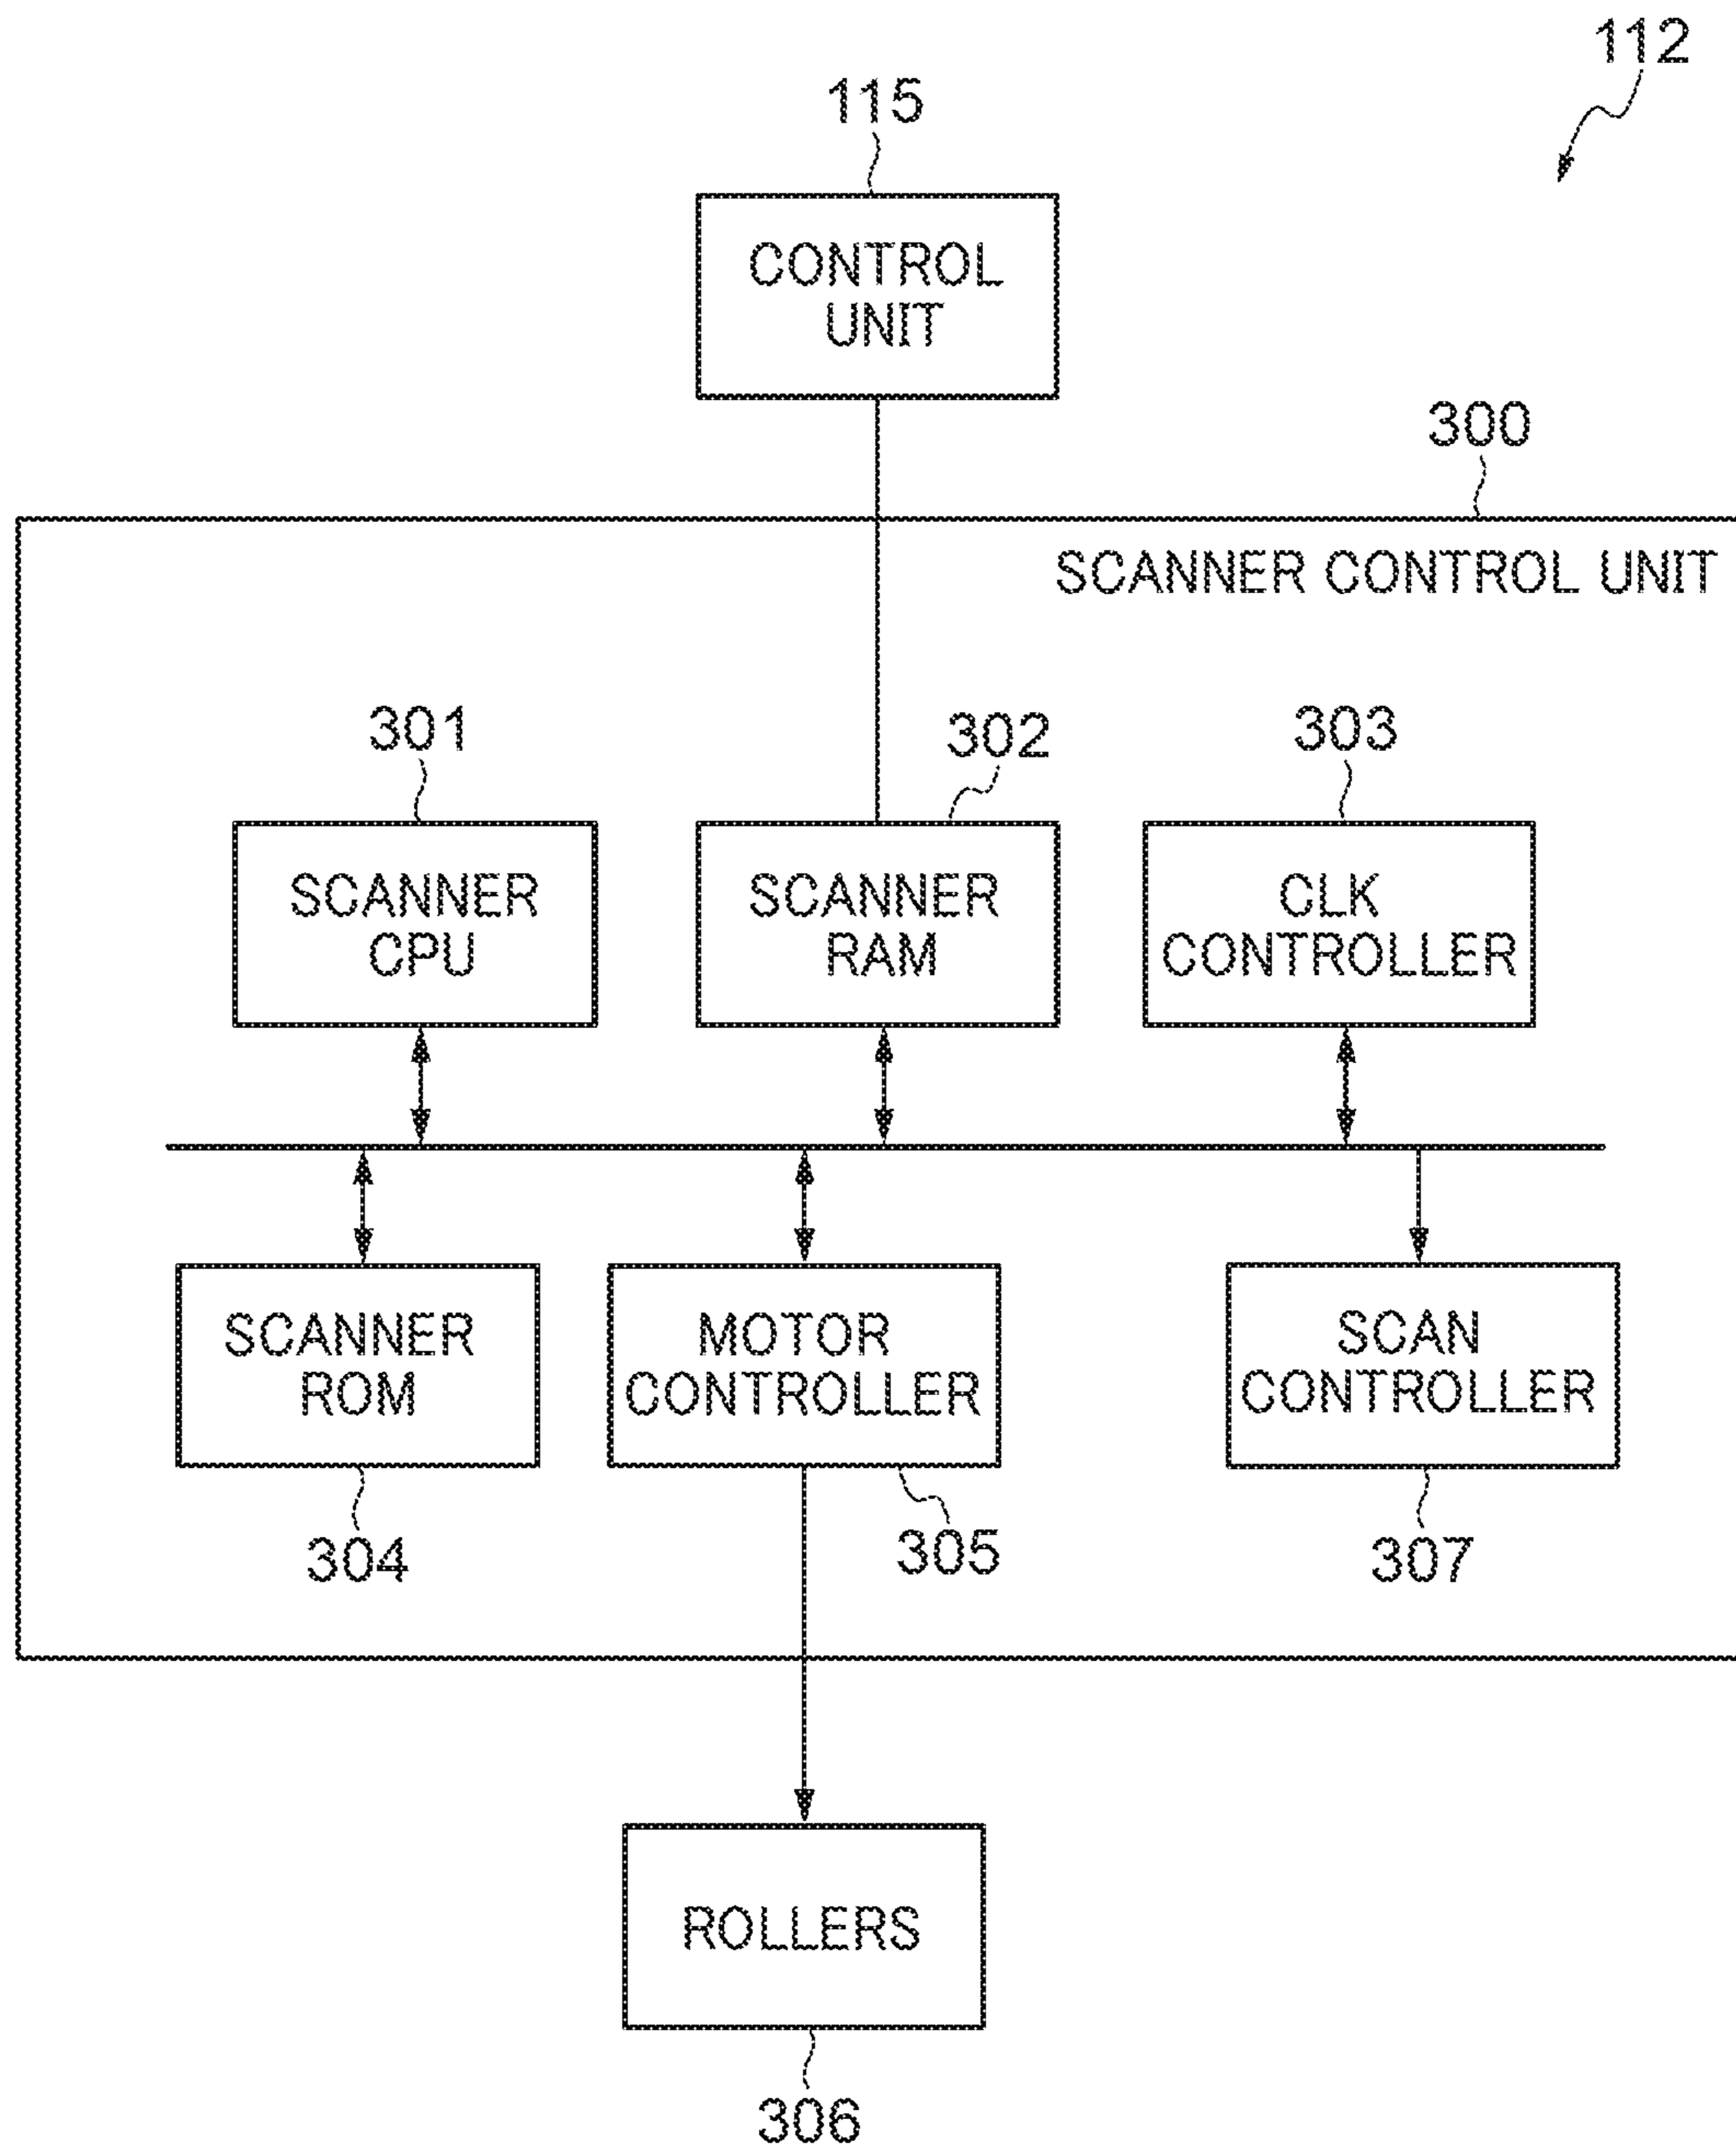 112
115
CONTROL
UNIT
300
SCANNER CONTROL UNIT
301
302
303
SCANNER
CPU
SCANNER
RAM
CLK
CONTROLLER
SCANNER
ROM
MOTOR
CONTROLLER
SCAN
CONTROLLER
304
305
307
ROLLERS
306